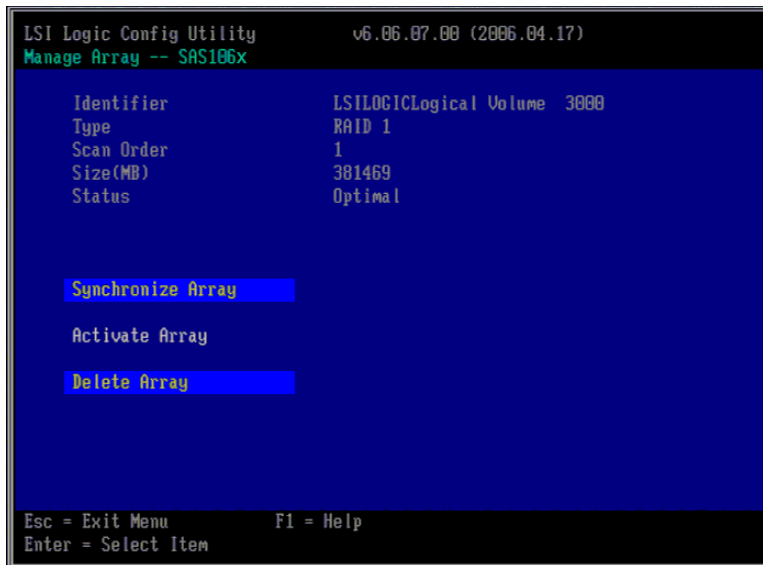 LSI Logic Config Utility v6.06.07.00 (2006.04.17)
Manage Array -- SAS106x
Identifier LSILOGICLogical Volume 3000
Type RAID 1
Scan Order 1
Size(MB) 381469
Status Optimal
Synchronize Array
Activate Array
Delete Array
Esc = Exit Menu F1 = Help
Enter = Select Item